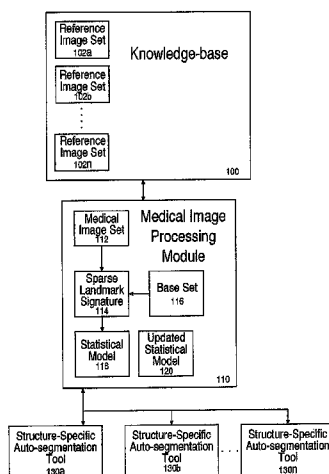 Reference
Image Set
102a
Knowledge-base
Reference
Image Set
102b
Reference
Image Set
102n
100
Medical Image
Processing
Module
Medical
Image Set
112
Sparse
Landmark
Signature
114
Base Set
116
Statistical
Model
118
Updated
Statistical
Model
120
110
Structure-Specific
Auto-segmentation
Tool
130a
Structure-Specific
Auto-segmentation
Tool
130b
Structure-Specific
Auto-segmentation
Tool
130n